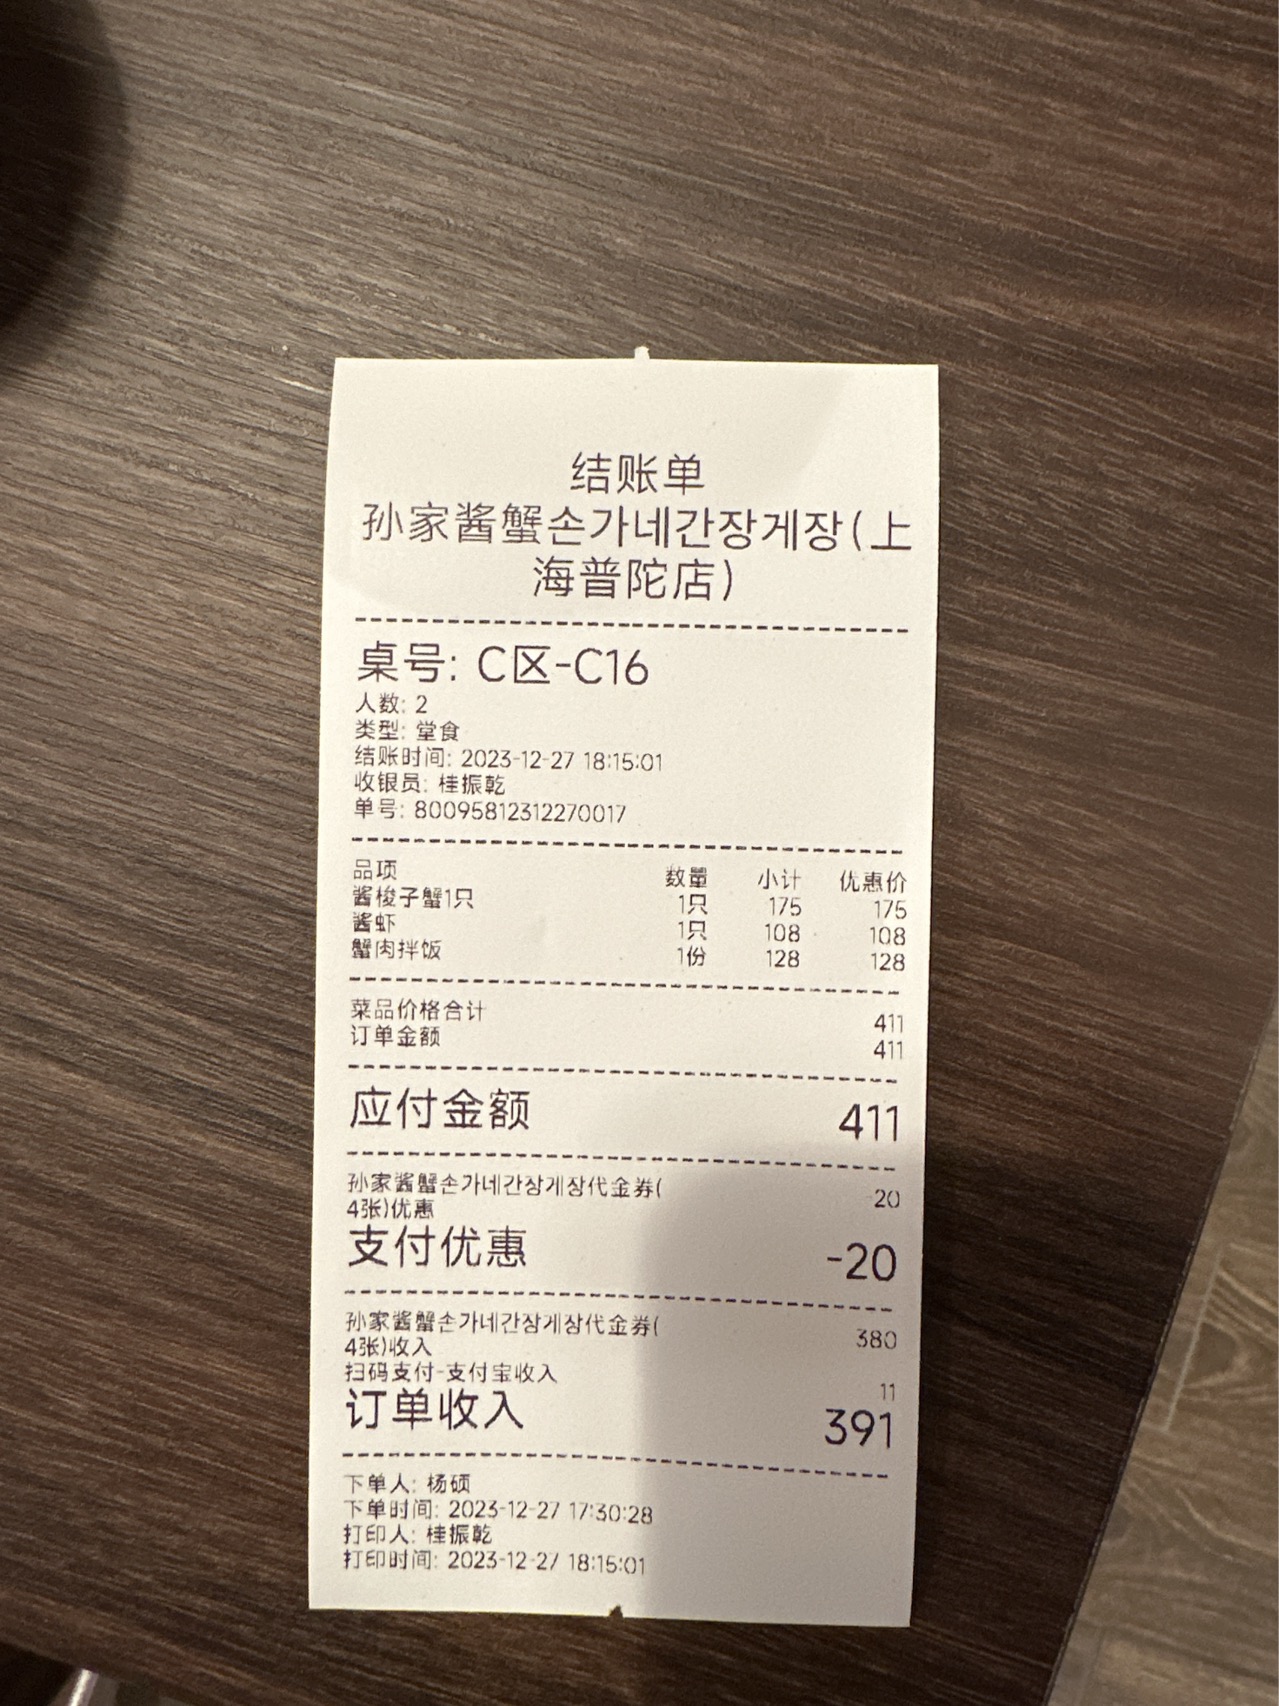 结账单
孙家酱蟹손가네간장게장(上
海普陀店)
桌号: C区-C16
人数: 2
类型: 堂食
结账时间: 2023-12-27 18:15:01
收银员: 桂振乾
单号: 80095812312270017
品项 数量 小计 优惠价
酱梭子蟹1只 1只 175 175
酱虾 1只 108 108
蟹肉拌饭 1份 128 128
菜品价格合计 411
订单金额 411
应付金额 411
孙家酱蟹손가네간장게장代金券( -20
4张)优惠
支付优惠 -20
孙家酱蟹손가네간장게장代金券( 380
4张)收入
扫码支付-支付宝收入 11
订单收入 391
下单人: 杨硕
下单时间: 2023-12-27 17:30:28
打印人: 桂振乾
打印时间: 2023-12-27 18:15:01